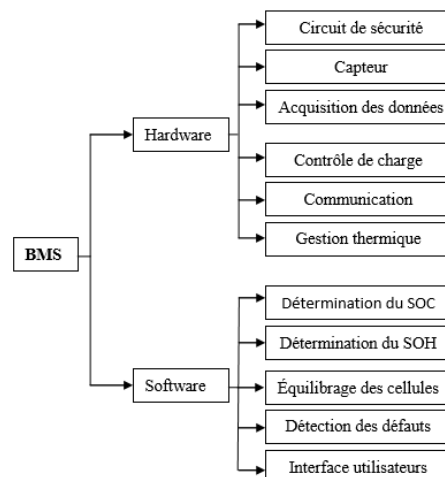 Circuit de sécurité
Capteur
Acquisition des données
Hardware
Contrôle de charge
Communication
Gestion thermique
BMS
Détermination du SOC
Détermination du SOH
Software
Équilibrage des cellules
Détection des défauts
Interface utilisateurs